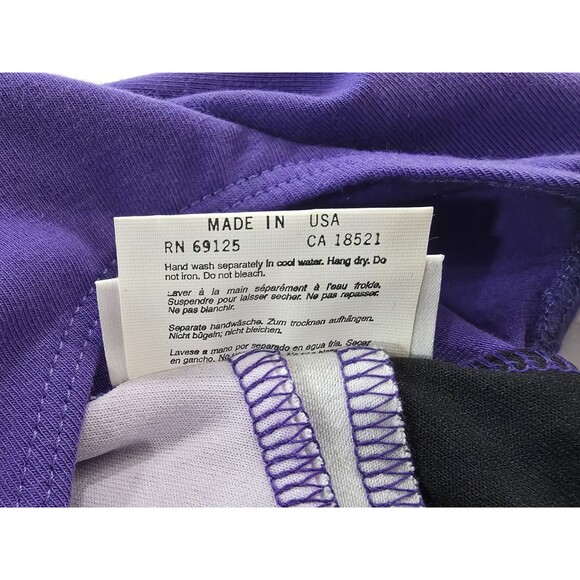 MADE IN USA
RN 69125 CA 18521
Hand wash separately in cool water. Hang dry. Do
not iron. Do not bleach.
Laver à la main séparément à l'eau froide.
Suspendre pour laisser secher. Ne pas repasser.
Ne pas blanchir.
Separate handwäsche. Zum trocknen aufhängen.
Nicht bügeln; nicht bleichen.
Lavese a mano por separado en agua fria. Secar
en gancho. No